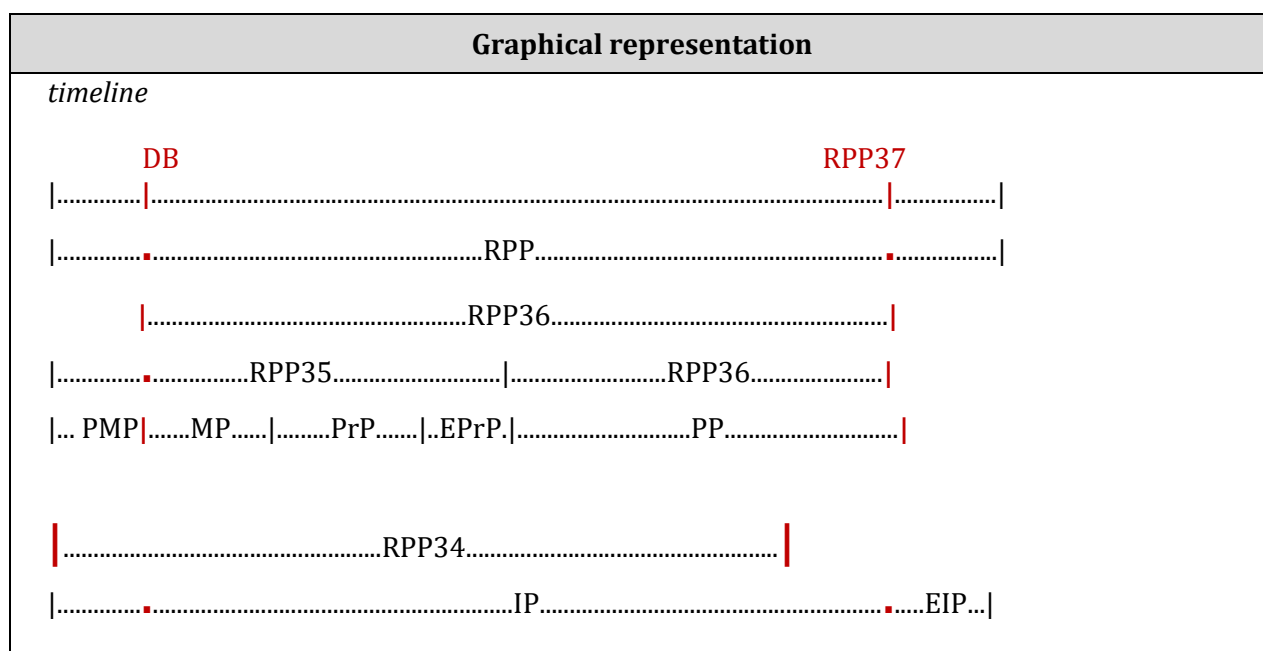 Graphical representation
timeline
DB RPP37
|..............|..........................................................................................................................|.................|
|..............▪.......................................................RPP..........................................................▪.................|
|.....................................................RPP36........................................................|
|..............▪................RPP35............................|..........................RPP36......................|
|... PMP|.......MP......|.........PrP.......|..EPrP.|.............................PP.............................|
|.....................................................RPP34....................................................|
|..............▪............................................................IP.........................................................▪......EIP...|